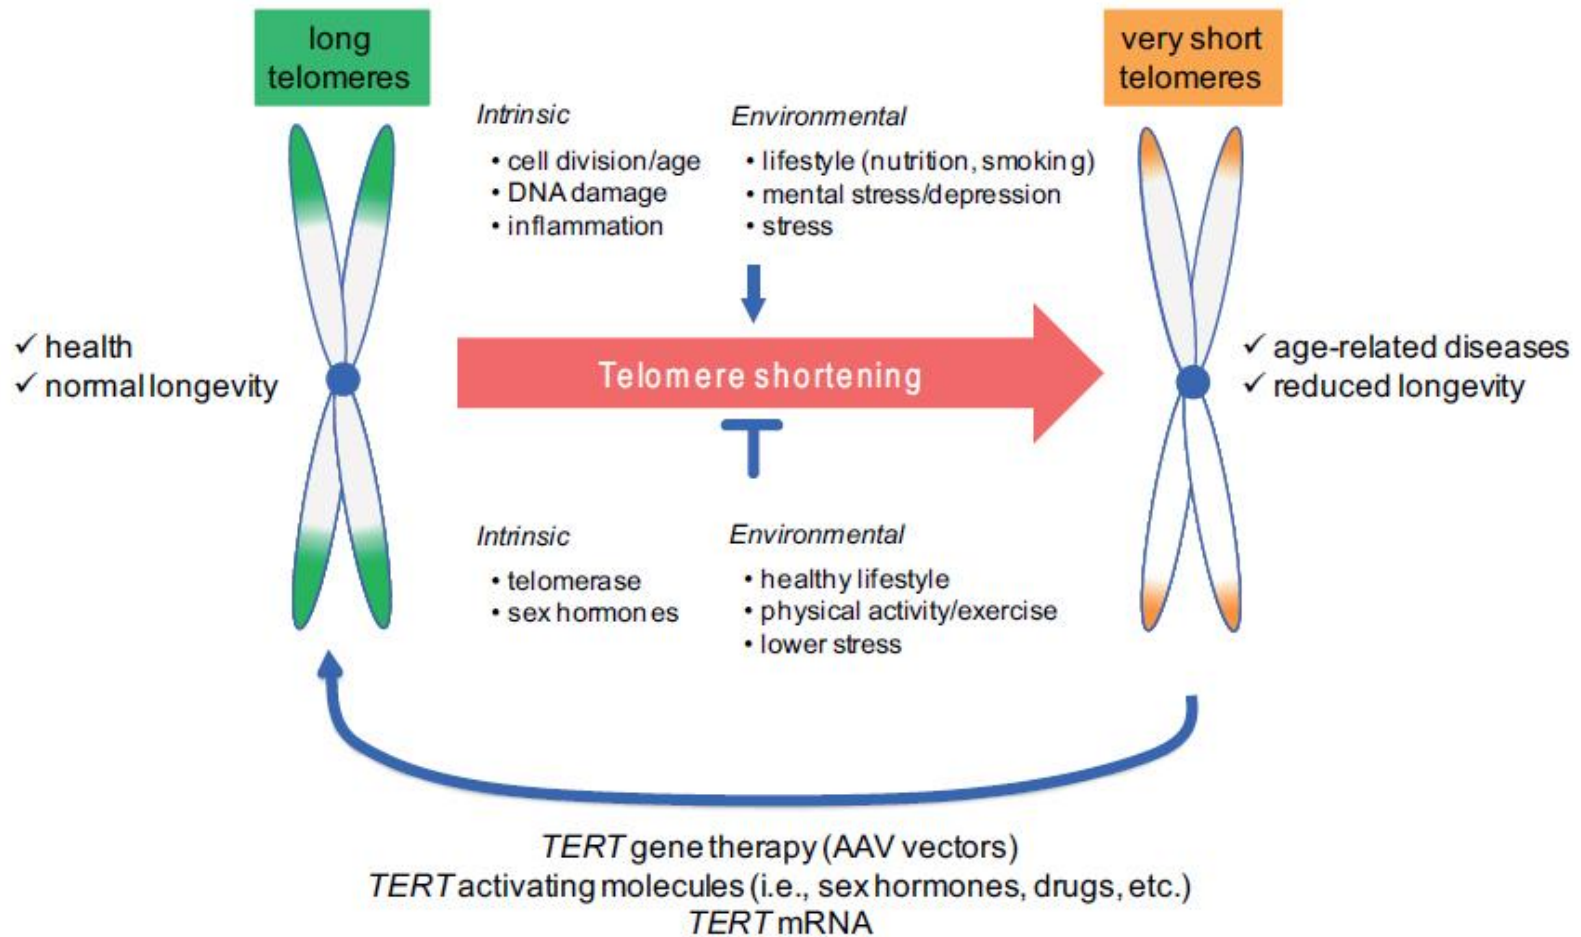 long
telomeres
very short
telomeres
Intrinsic
• cell division/age
• DNA damage
• inflammation
Environmental
• lifestyle (nutrition, smoking)
• mental stress/depression
• stress
✓ health
✓ normal longevity
Telomere shortening
✓ age-related diseases
✓ reduced longevity
Intrinsic
• telomerase
• sex hormones
Environmental
• healthy lifestyle
• physical activity/exercise
• lower stress
TERT gene therapy (AAV vectors)
TERT activating molecules (i.e., sex hormones, drugs, etc.)
TERT mRNA